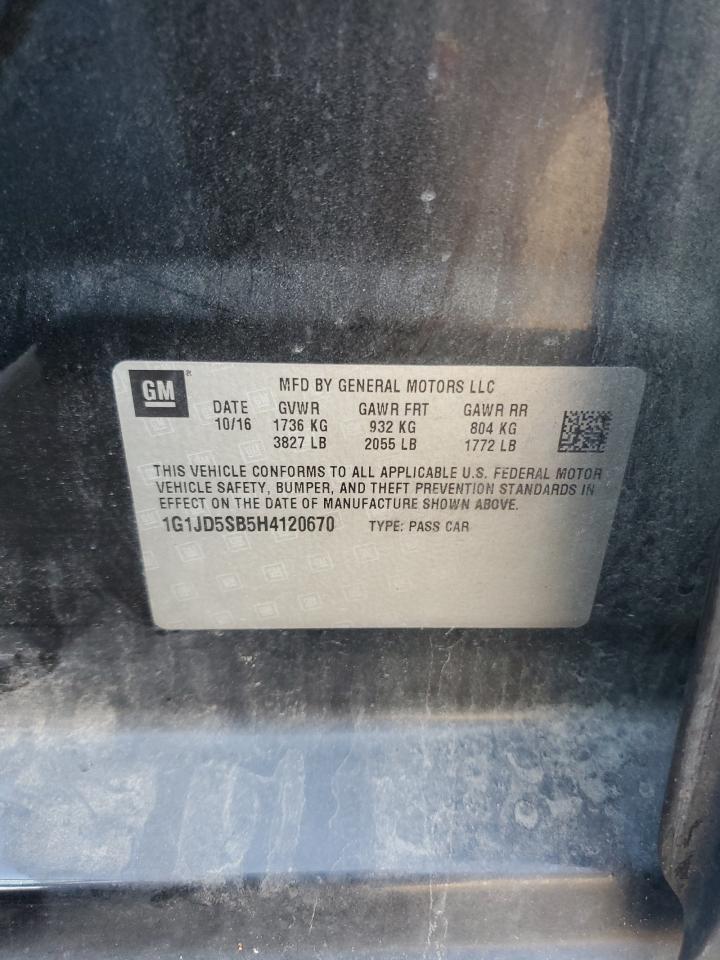 GM®
MFD BY GENERAL MOTORS LLC
DATE GVWR GAWR FRT GAWR RR
10/16 1736 KG 932 KG 804 KG
3827 LB 2055 LB 1772 LB
THIS VEHICLE CONFORMS TO ALL APPLICABLE U.S. FEDERAL MOTOR
VEHICLE SAFETY, BUMPER, AND THEFT PREVENTION STANDARDS IN
EFFECT ON THE DATE OF MANUFACTURE SHOWN ABOVE.
1G1JD5SB5H4120670 TYPE: PASS CAR